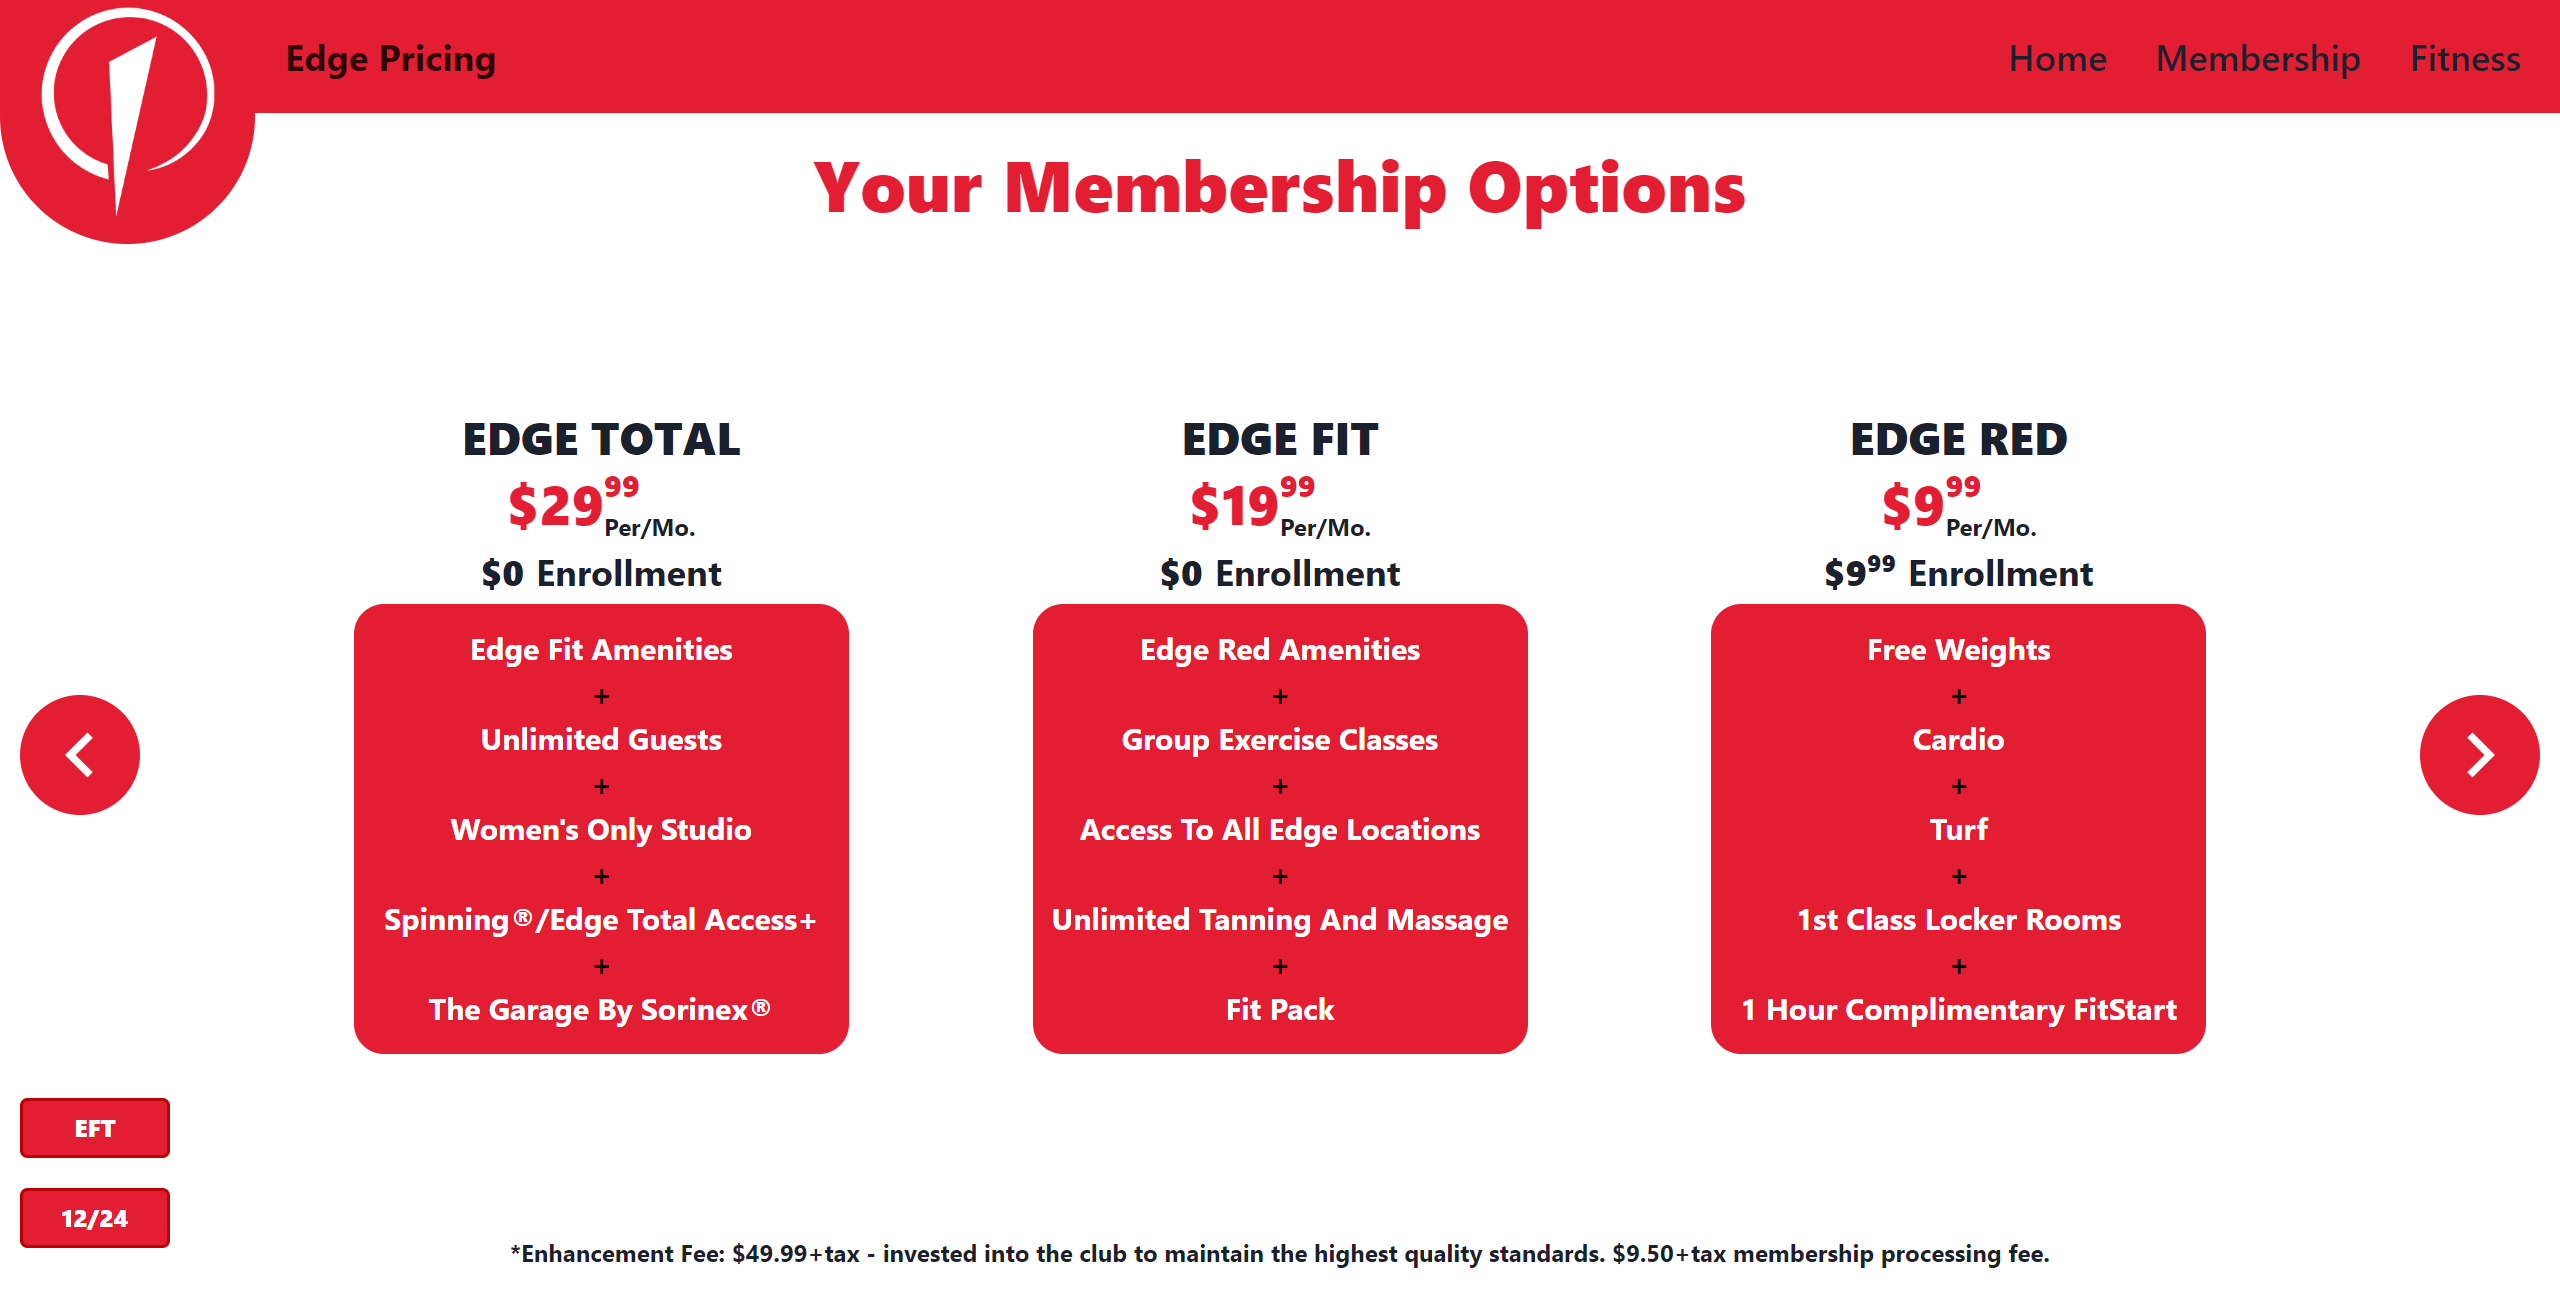 Edge Pricing
Home Membership Fitness
Your Membership Options
EDGE TOTAL
$29 99 Per/Mo.
$0 Enrollment
Edge Fit Amenities
+
Unlimited Guests
+
Women's Only Studio
+
Spinning®/Edge Total Access+
+
The Garage By Sorinex®
EDGE FIT
$19 99 Per/Mo.
$0 Enrollment
Edge Red Amenities
+
Group Exercise Classes
+
Access To All Edge Locations
+
Unlimited Tanning And Massage
+
Fit Pack
EDGE RED
$9 99 Per/Mo.
$9 99 Enrollment
Free Weights
+
Cardio
+
Turf
+
1st Class Locker Rooms
+
1 Hour Complimentary FitStart
EFT
12/24
*Enhancement Fee: $49.99+tax - invested into the club to maintain the highest quality standards. $9.50+tax membership processing fee.